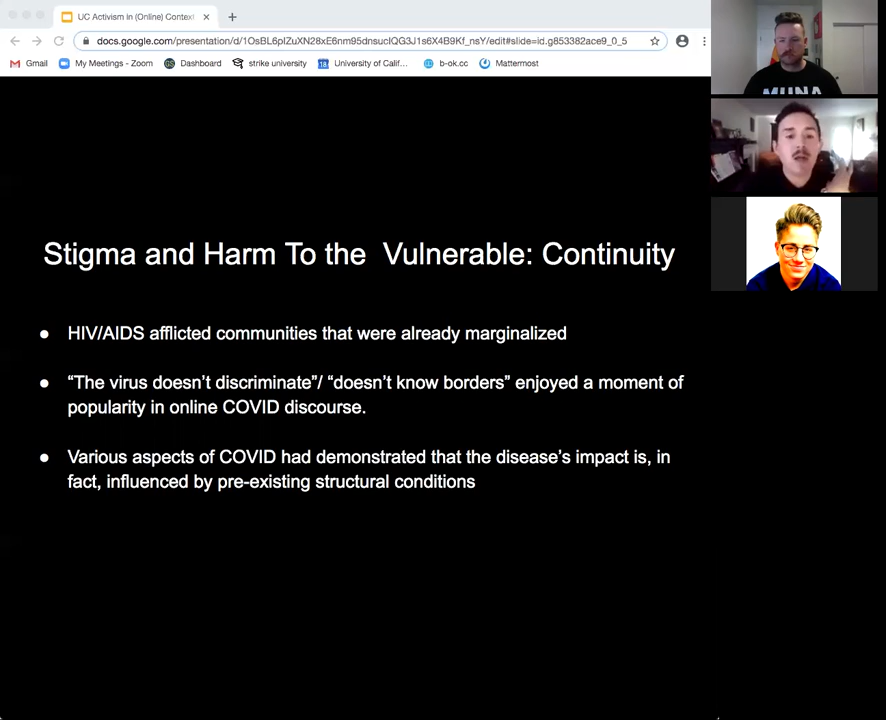 UC Activism In (Online) Contex
docs.google.com/presentation/d/1OsBL6pIZuXN28xE6nm95dnsucIQG3J1s6X4B9Kf_nsY/edit#slide=id.g853382ace9_0_5
Gmail My Meetings - Zoom Dashboard strike university University of Calif... b-ok.cc Mattermost
MUNA
Stigma and Harm To the Vulnerable: Continuity
● HIV/AIDS afflicted communities that were already marginalized
● “The virus doesn’t discriminate”/ “doesn’t know borders” enjoyed a moment of
popularity in online COVID discourse.
● Various aspects of COVID had demonstrated that the disease’s impact is, in
fact, influenced by pre-existing structural conditions